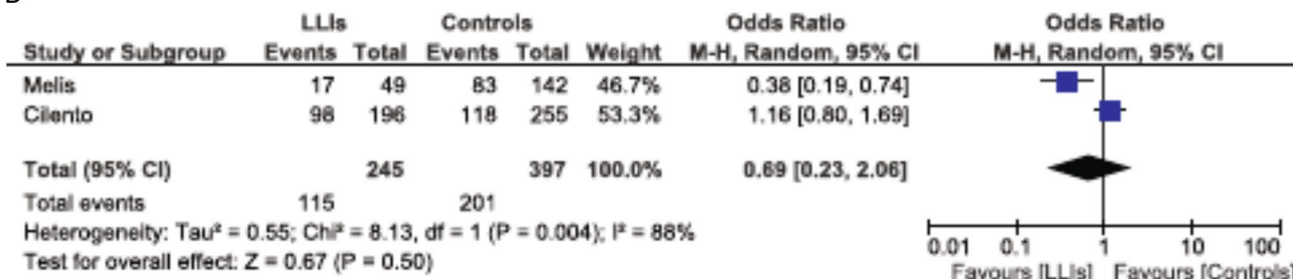 LLIs Controls Odds Ratio Odds Ratio
Study or Subgroup Events Total Events Total Weight M-H, Random, 95% CI M-H, Random, 95% CI
Melis 17 49 83 142 46.7% 0.38 [0.19, 0.74]
Cilento 98 196 118 255 53.3% 1.16 [0.80, 1.69]
Total (95% CI) 245 397 100.0% 0.69 [0.23, 2.06]
Total events 115 201
Heterogeneity: Tau² = 0.55; Chi² = 8.13, df = 1 (P = 0.004); I² = 88%
Test for overall effect: Z = 0.67 (P = 0.50)
0.01 0.1 1 10 100
Favours [LLIs] Favours [Controls]